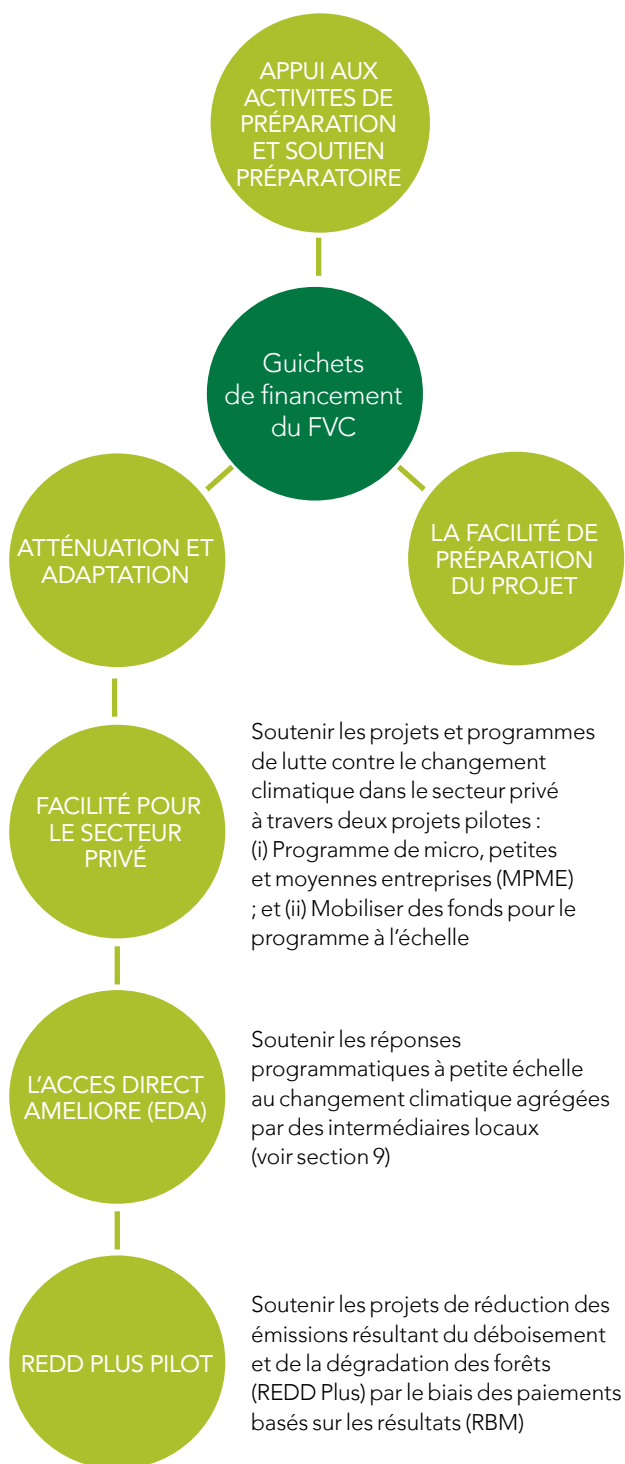 APPUI AUX
ACTIVITES DE
PRÉPARATION
ET SOUTIEN
PRÉPARATOIRE
Guichets
de financement
du FVC
ATTÉNUATION ET
ADAPTATION
LA FACILITÉ DE
PRÉPARATION
DU PROJET
FACILITÉ POUR
LE SECTEUR
PRIVÉ
Soutenir les projets et programmes
de lutte contre le changement
climatique dans le secteur privé
à travers deux projets pilotes :
(i) Programme de micro, petites
et moyennes entreprises (MPME)
; et (ii) Mobiliser des fonds pour le
programme à l’échelle
L’ACCES DIRECT
AMELIORE (EDA)
Soutenir les réponses
programmatiques à petite échelle
au changement climatique agrégées
par des intermédiaires locaux
(voir section 9)
REDD PLUS PILOT
Soutenir les projets de réduction des
émissions résultant du déboisement
et de la dégradation des forêts
(REDD Plus) par le biais des paiements
basés sur les résultats (RBM)